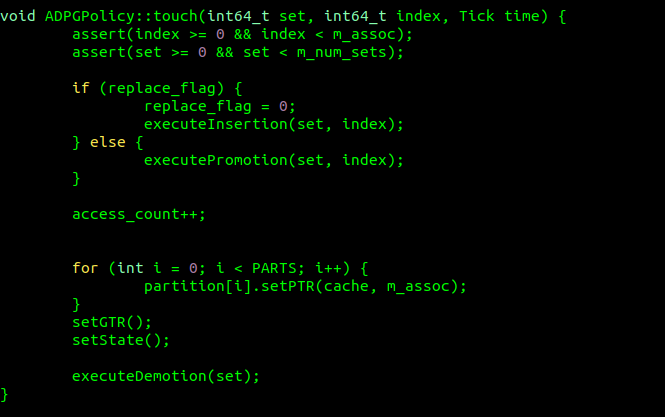 void ADPGPolicy::touch(int64_t set, int64_t index, Tick time) {
        assert(index >= 0 && index < m_assoc);
        assert(set >= 0 && set < m_num_sets);

        if (replace_flag) {
                replace_flag = 0;
                executeInsertion(set, index);
        } else {
                executePromotion(set, index);
        }

        access_count++;


        for (int i = 0; i < PARTS; i++) {
                partition[i].setPTR(cache, m_assoc);
        }
        setGTR();
        setState();

        executeDemotion(set);
}